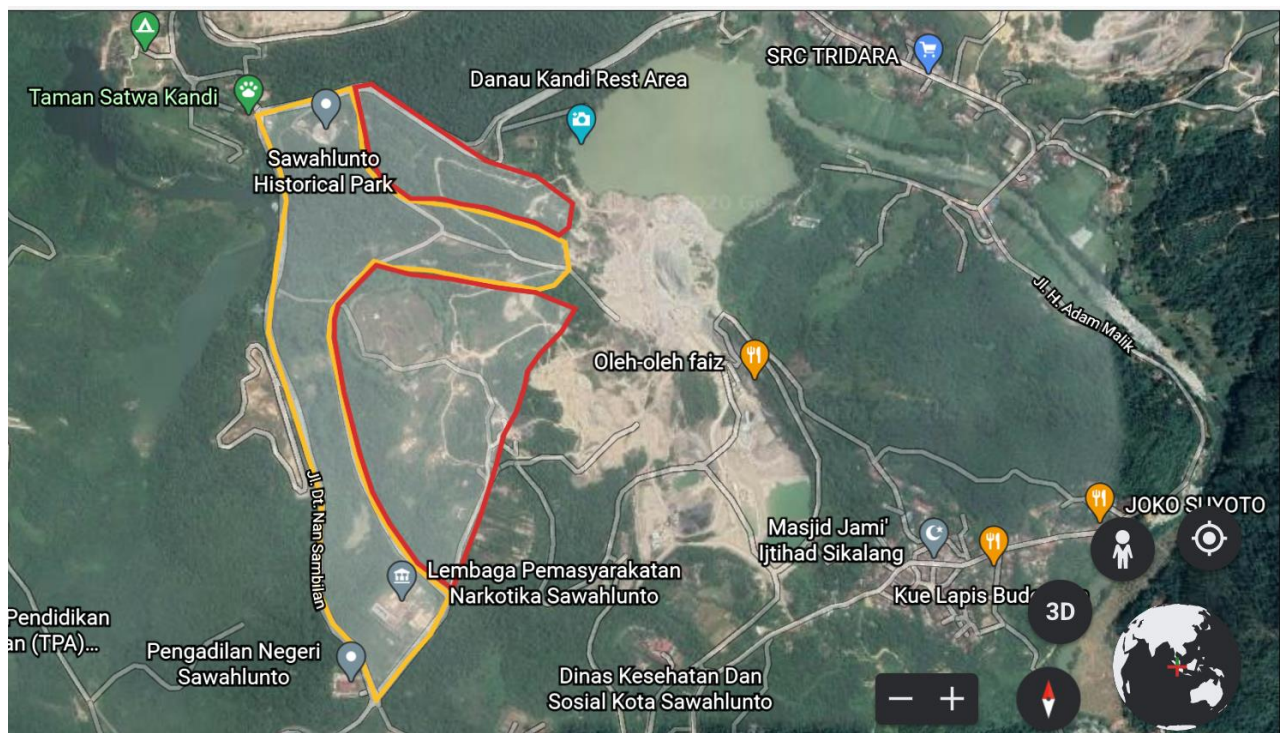 SRC TRIDARA
Danau Kandi Rest Area
Taman Satwa Kandi
Sawahlunto
Historical Park
Jl. H. Adam Malik
Oleh-oleh faiz
Jl. Dt. Nan Sambilan
JOKO SUYOTO
Masjid Jami'
Ijtihad Sikalang
Lembaga Pemasyarakatan
Narkotika Sawahlunto
Kue Lapis
3D
Pendidikan
(TPA)...
Pengadilan Negeri
Sawahlunto
Dinas Kesehatan Dan
Sosial Kota Sawahlunto